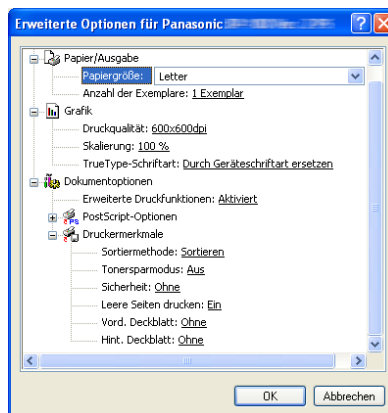 Erweiterte Optionen für Panasonic
Papier/Ausgabe
Papiergröße: Letter
Anzahl der Exemplare: 1 Exemplar
Grafik
Druckqualität: 600x600dpi
Skalierung: 100 %
TrueType-Schriftart: Durch Geräteschriftart ersetzen
Dokumentoptionen
Erweiterte Druckfunktionen: Aktiviert
PostScript-Optionen
Druckermerkmale
Sortiermethode: Sortieren
Tonersparmodus: Aus
Sicherheit: Ohne
Leere Seiten drucken: Ein
Vord. Deckblatt: Ohne
Hint. Deckblatt: Ohne
OK Abbrechen